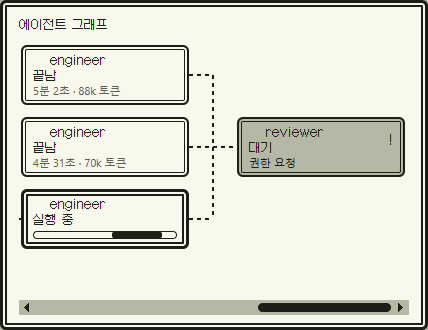 에이전트 그래프
engineer
끝남
5분 2초 · 88k 토큰
engineer
끝남
4분 31초 · 70k 토큰
engineer
실행 중
reviewer
!
대기
권한 요청